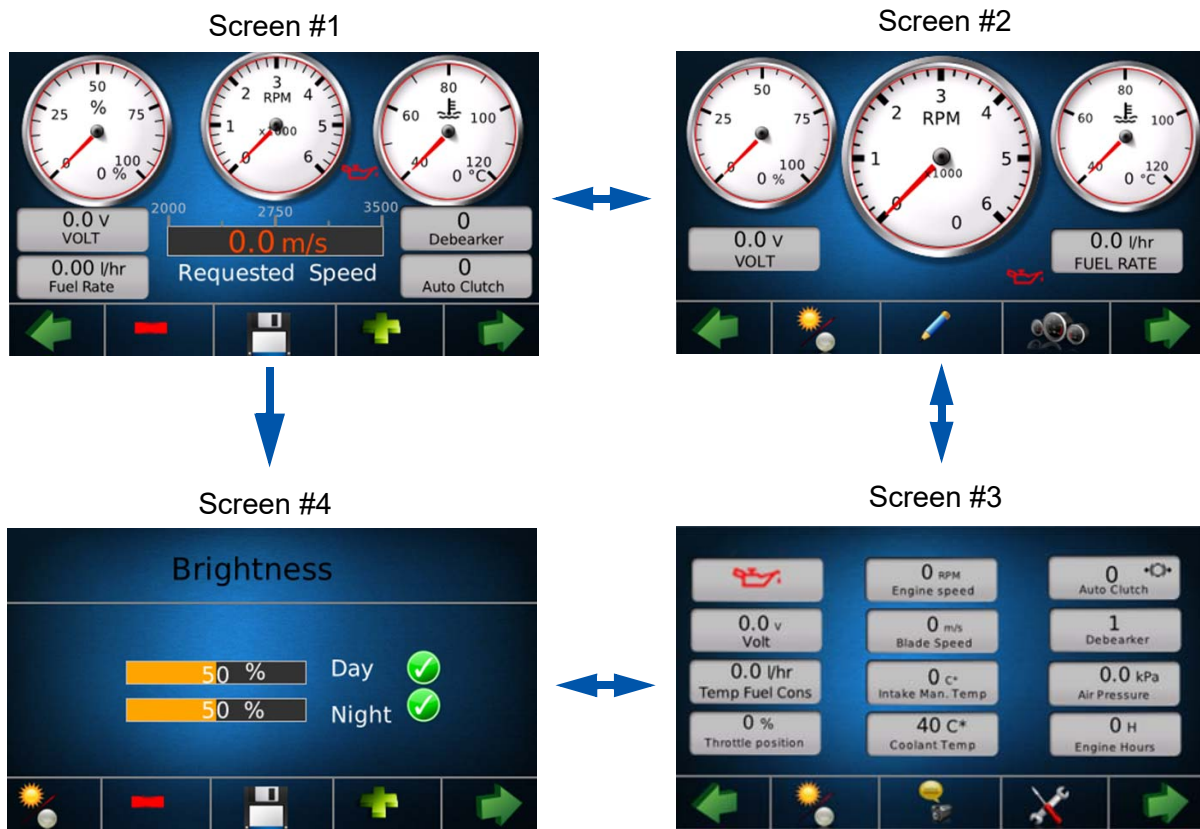 Screen #1
50
%
25
75
0
100
0 %
3
RPM
2
4
1
x1000
5
0
6
80
60
100
40
120
0 °C
0.0 V
VOLT
0.00 l/hr
Fuel Rate
2000
2750
3500
0.0 m/s
Requested Speed
0
Debearker
0
Auto Clutch
Screen #2
50
25
75
0
100
0 %
3
RPM
2
4
1
5
x1000
0
6
0
80
60
100
40
120
0 °C
0.0 V
VOLT
0.0 l/hr
FUEL RATE
Screen #4
Brightness
50 %
Day
50 %
Night
Screen #3
0 RPM
Engine speed
0
Auto Clutch
0.0 v
Volt
0 m/s
Blade Speed
1
Debearker
0.0 l/hr
Temp Fuel Cons
0 C*
Intake Man. Temp
0.0 kPa
Air Pressure
0 %
Throttle position
40 C*
Coolant Temp
0 H
Engine Hours